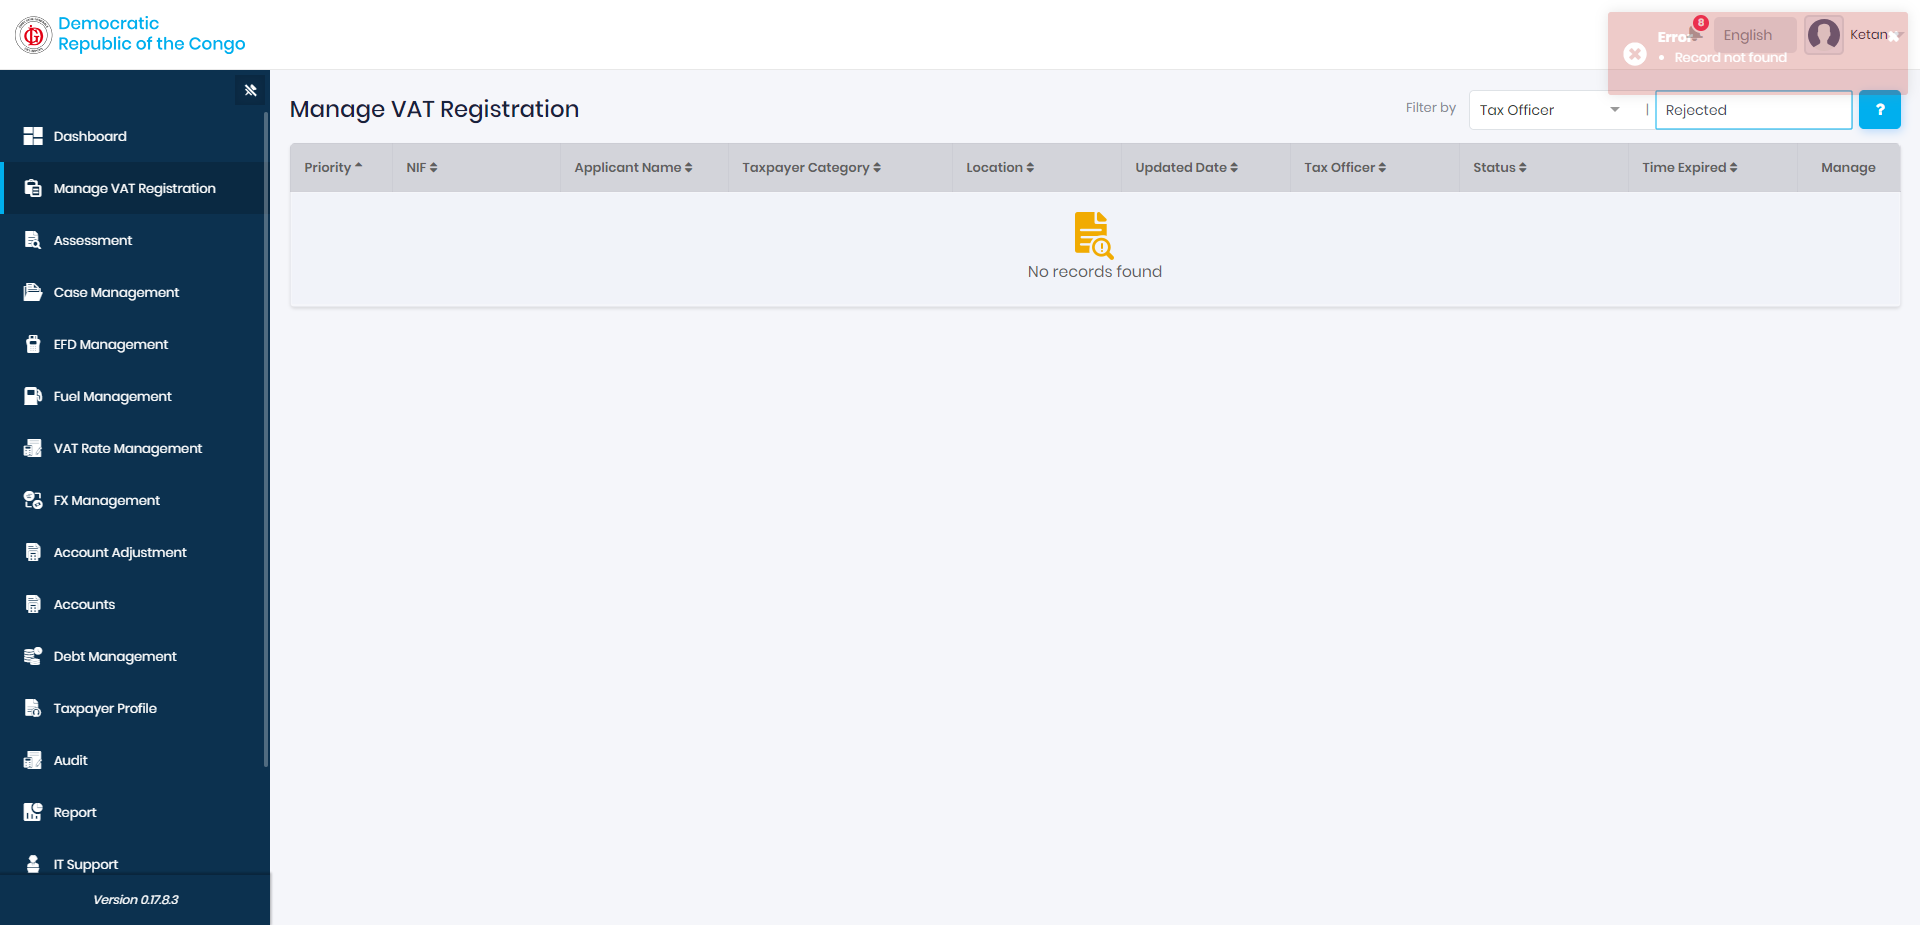 Democratic
Republic of the Congo
8
English
Ketan
Error
Record not found
Dashboard
Manage VAT Registration
Assessment
Case Management
EFD Management
Fuel Management
VAT Rate Management
FX Management
Account Adjustment
Accounts
Debt Management
Taxpayer Profile
Audit
Report
IT Support
Version 0.17.8.3
Manage VAT Registration
Filter by
Tax Officer
|
Rejected
?
Priority
NIF
Applicant Name
Taxpayer Category
Location
Updated Date
Tax Officer
Status
Time Expired
Manage
No records found